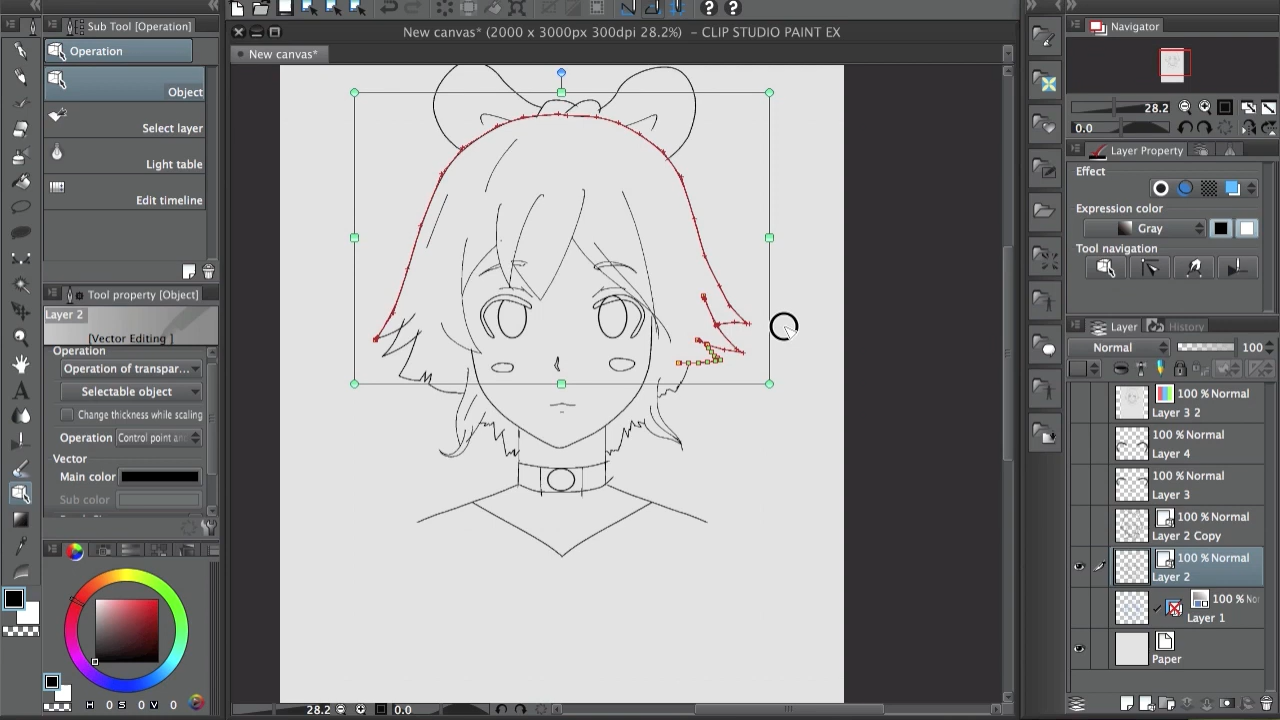 Sub Tool [Operation]
Operation
Object
Select layer
Light table
Edit timeline
Tool property [Object]
Layer 2
[Vector Editing ]
Operation
Operation of transpar...
Selectable object
Change thickness while scaling
Operation
Control point an
Vector
Main color
Sub color
H 0 S 0 V 0
New canvas* (2000 x 3000px 300dpi 28.2%) - CLIP STUDIO PAINT EX
New canvas*
28.2
0.0
Navigator
28.2
0.0
Layer Property
Effect
Expression color
Gray
Tool navigation
Layer
History
Normal
100
100 % Normal
Layer 3 2
100 % Normal
Layer 4
100 % Normal
Layer 3
100 % Normal
Layer 2 Copy
100 % Normal
Layer 2
100 % No
Layer 1
Paper